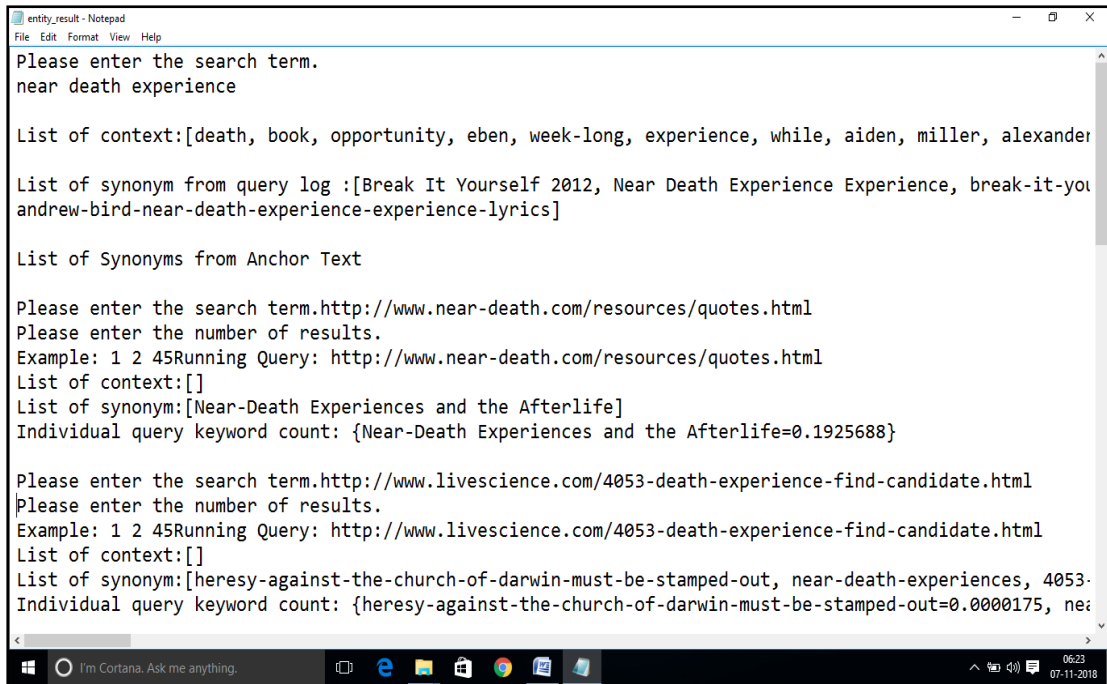 entity_result - Notepad
File Edit Format View Help
Please enter the search term.
near death experience
List of context:[death, book, opportunity, eben, week-long, experience, while, aiden, miller, alexander
List of synonym from query log :[Break It Yourself 2012, Near Death Experience Experience, break-it-you
andrew-bird-near-death-experience-experience-lyrics]
List of Synonyms from Anchor Text
Please enter the search term.http://www.near-death.com/resources/quotes.html
Please enter the number of results.
Example: 1 2 45Running Query: http://www.near-death.com/resources/quotes.html
List of context:[]
List of synonym:[Near-Death Experiences and the Afterlife]
Individual query keyword count: {Near-Death Experiences and the Afterlife=0.1925688}
Please enter the search term.http://www.livescience.com/4053-death-experience-find-candidate.html
Please enter the number of results.
Example: 1 2 45Running Query: http://www.livescience.com/4053-death-experience-find-candidate.html
List of context:[]
List of synonym:[heresy-against-the-church-of-darwin-must-be-stamped-out, near-death-experiences, 4053-
Individual query keyword count: {heresy-against-the-church-of-darwin-must-be-stamped-out=0.0000175, nea
I'm Cortana. Ask me anything.
06:23
07-11-2018